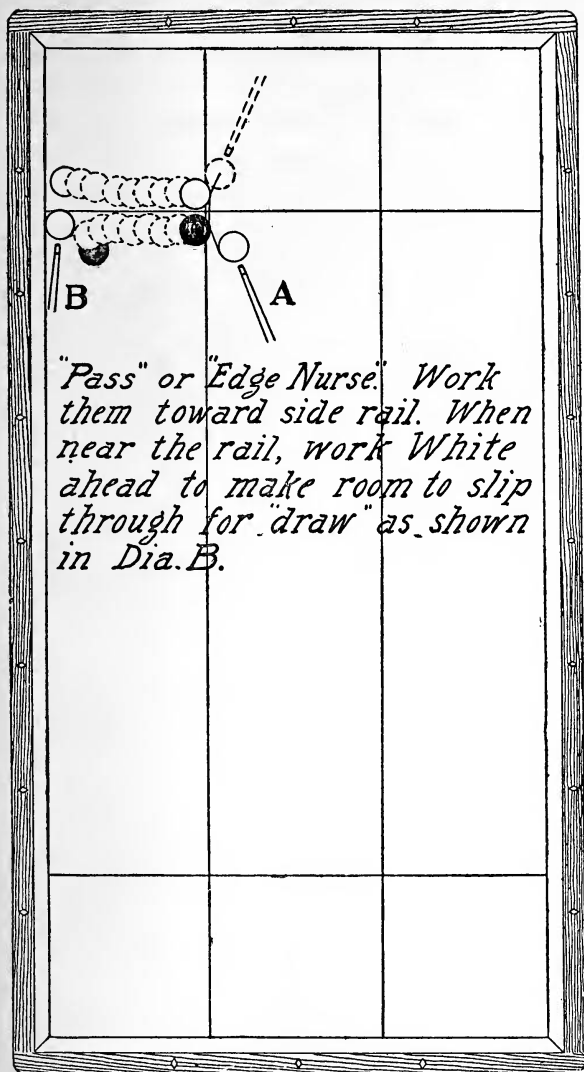 B
A
"Pass" or "Edge Nurse." Work
them toward side rail. When
near the rail, work White
ahead to make room to slip
through for "draw" as shown
in Dia. B.